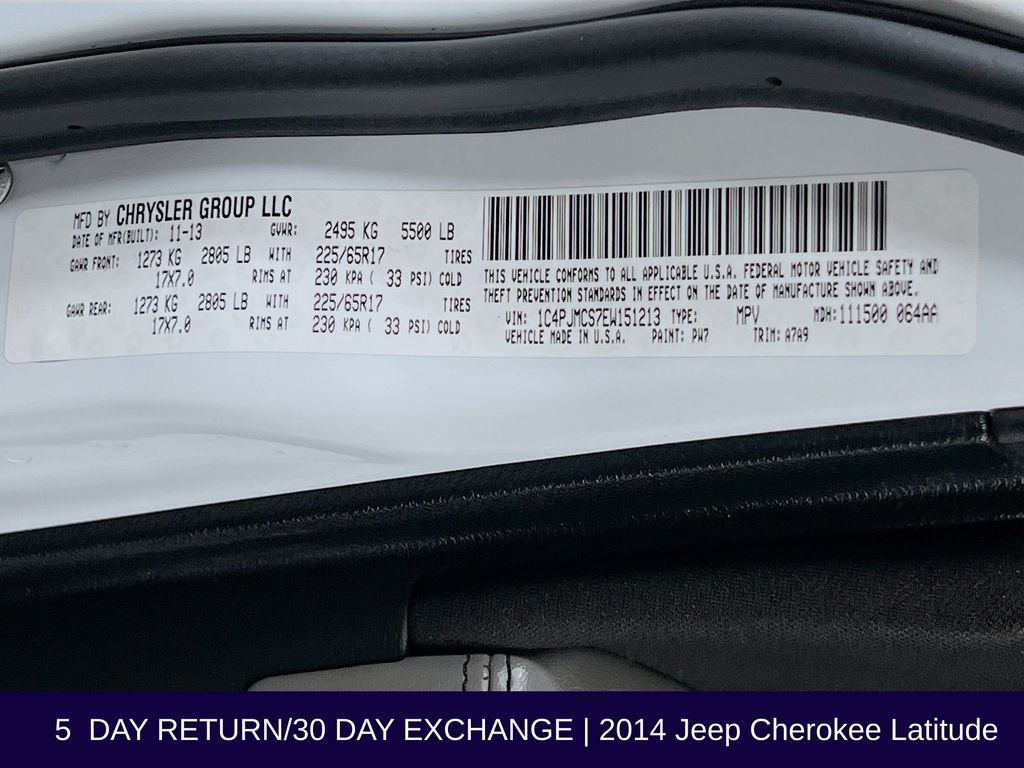 MFD BY CHRYSLER GROUP LLC
DATE OF MFR(BUILT): 11-13 GVWR: 2495 KG 5500 LB
GAWR FRONT: 1273 KG 2805 LB WITH 225/65R17 TIRES
17X7.0 RIMS AT 230 KPA ( 33 PSI) COLD
GAWR REAR: 1273 KG 2805 LB WITH 225/65R17 TIRES
17X7.0 RIMS AT 230 KPA ( 33 PSI) COLD
THIS VEHICLE CONFORMS TO ALL APPLICABLE U.S.A. FEDERAL MOTOR VEHICLE SAFETY AND
THEFT PREVENTION STANDARDS IN EFFECT ON THE DATE OF MANUFACTURE SHOWN ABOVE.
VIN: 1C4PJMCS7EW151213 TYPE: MPV MDH:111500 064AA
VEHICLE MADE IN U.S.A. PAINT: PW7 TRIM: A7A9
5 DAY RETURN/30 DAY EXCHANGE | 2014 Jeep Cherokee Latitude